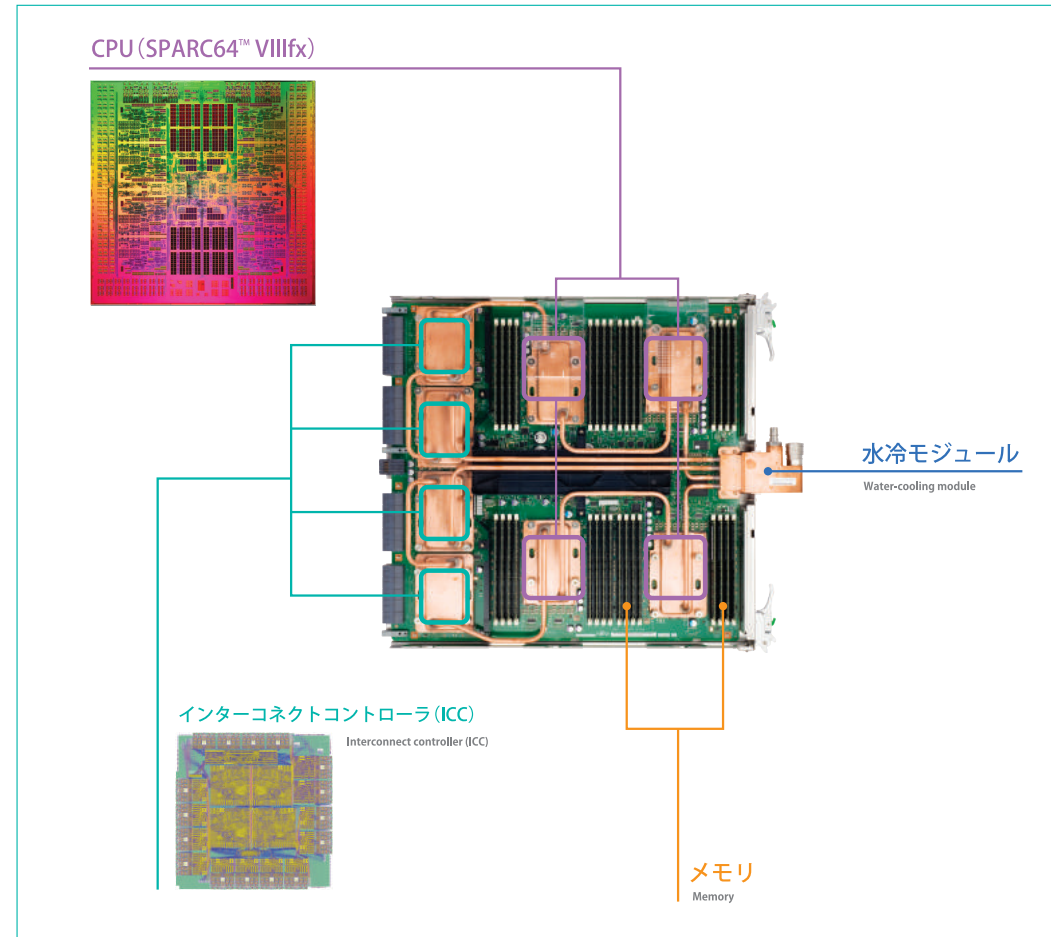 CPU（SPARC64™ VIIIfx）
水冷モジュール
Water-cooling module
インターコネクトコントローラ（ICC）
Interconnect controller (ICC)
メモリ
Memory